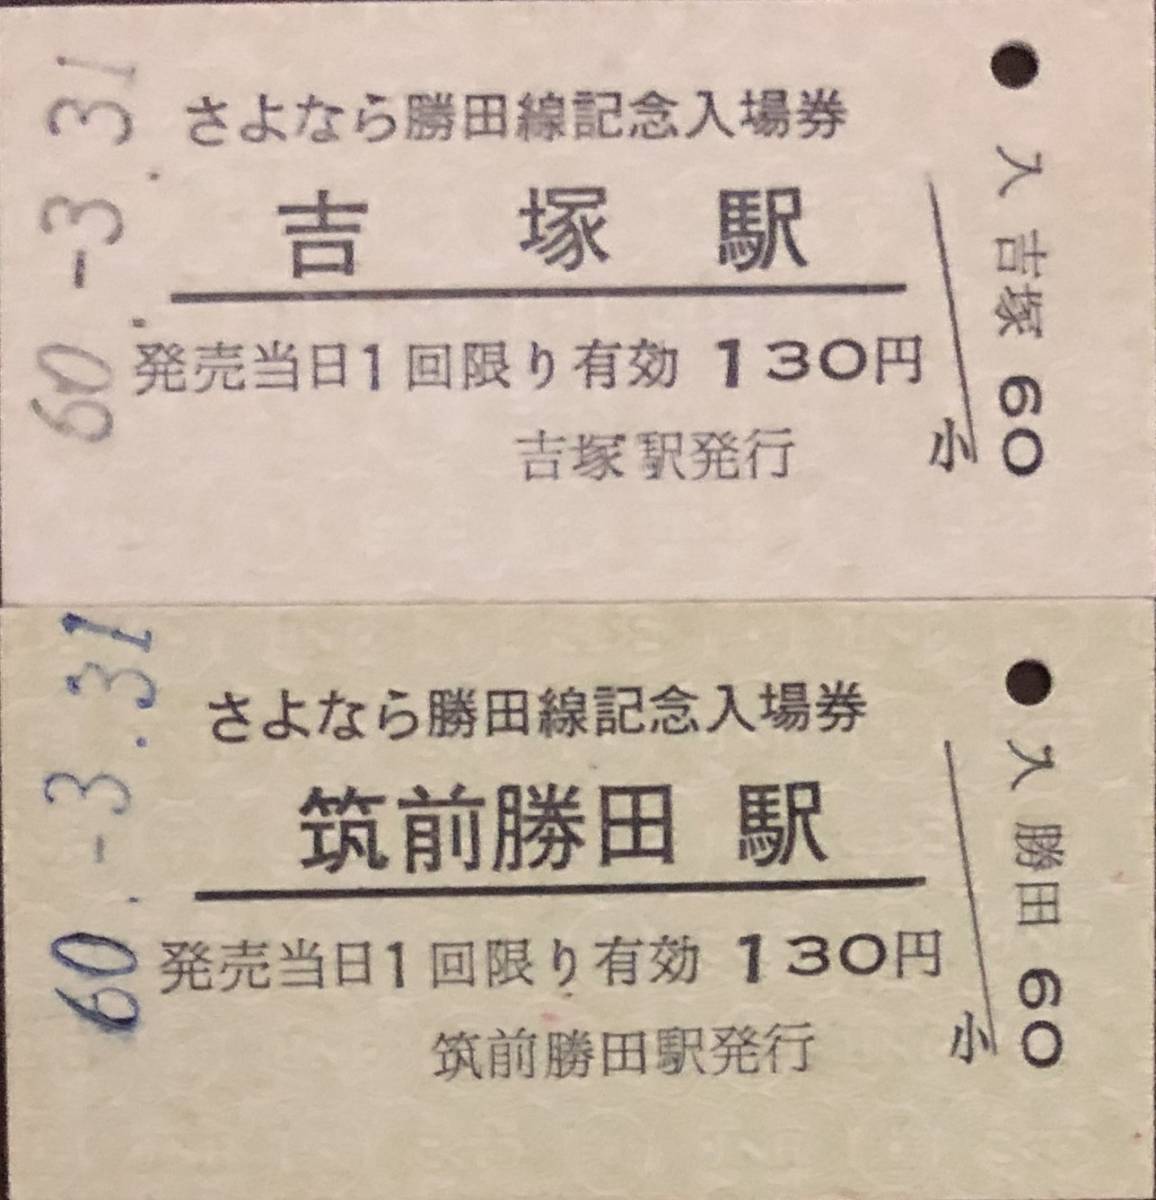 60.-3.31
さよなら勝田線記念入場券
吉塚駅
発売当日1回限り有効 130円
吉塚駅発行
小
入 吉塚 60
60.-3.31
さよなら勝田線記念入場券
筑前勝田駅
発売当日1回限り有効 130円
筑前勝田駅発行
小
入 勝田 60